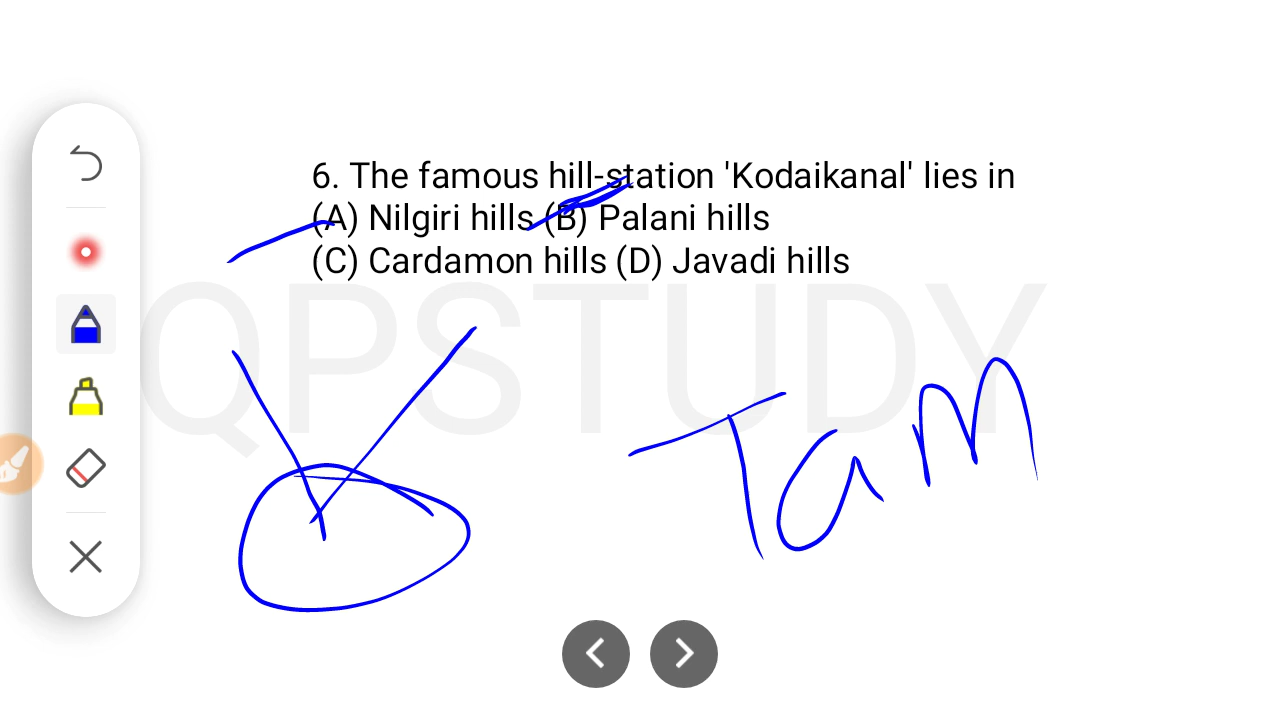 6. The famous hill-station 'Kodaikanal' lies in
(A) Nilgiri hills (B) Palani hills
(C) Cardamon hills (D) Javadi hills
QPSTUDY
Tam